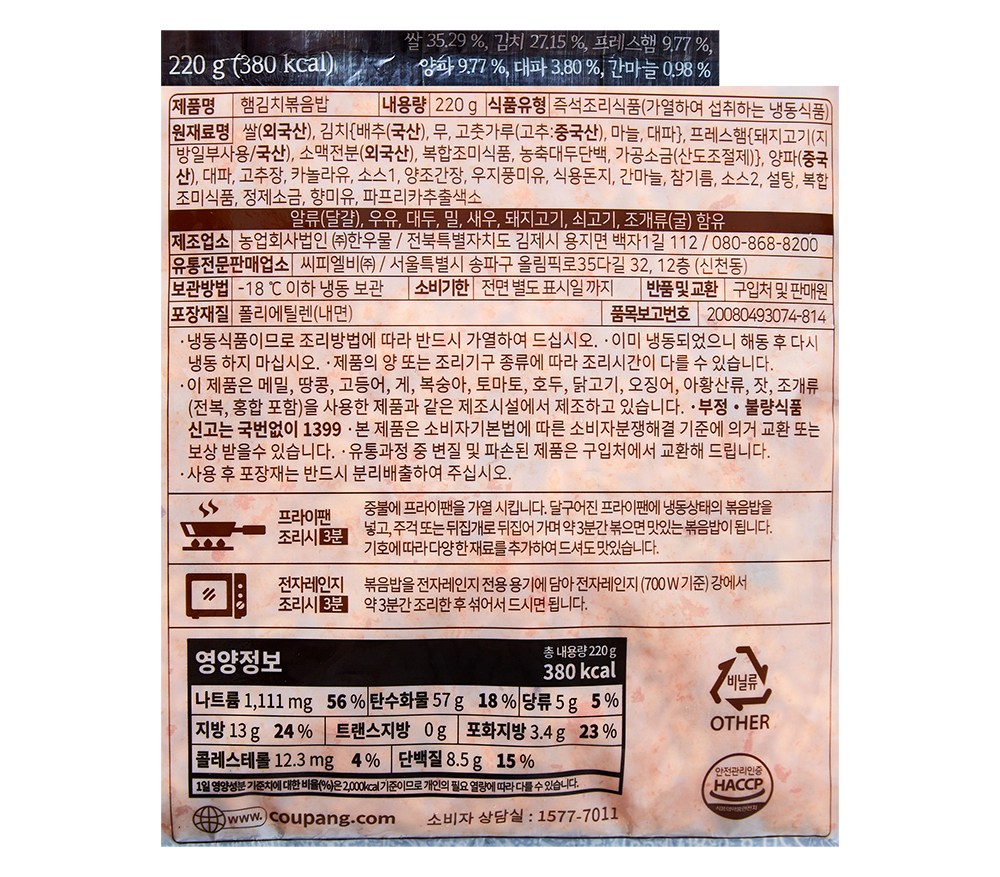 쌀 35.29 %, 김치 27.15 %, 프레스햄 9.77 %,
220 g (380 kcal) 양파 9.77 %, 대파 3.80 %, 간마늘 0.98 %
제품명 햄김치볶음밥 내용량 220 g 식품유형 즉석조리식품(가열하여 섭취하는 냉동식품)
원재료명 쌀(외국산), 김치{배추(국산), 무, 고춧가루(고추:중국산), 마늘, 대파}, 프레스햄{돼지고기(지
방일부사용/국산), 소맥전분(외국산), 복합조미식품, 농축대두단백, 가공소금(산도조절제)}, 양파(중국
산), 대파, 고추장, 카놀라유, 소스1, 양조간장, 우지풍미유, 식용돈지, 간마늘, 참기름, 소스2, 설탕, 복합
조미식품, 정제소금, 향미유, 파프리카추출색소
알류(달걀), 우유, 대두, 밀, 새우, 돼지고기, 쇠고기, 조개류(굴) 함유
제조업소 농업회사법인 ㈜한우물 / 전북특별자치도 김제시 용지면 백자1길 112 / 080-868-8200
유통전문판매업소 씨피엘비㈜ / 서울특별시 송파구 올림픽로35다길 32, 12층 (신천동)
보관방법 -18 ℃ 이하 냉동 보관 소비기한 전면 별도 표시일 까지 반품 및 교환 구입처 및 판매원
포장재질 폴리에틸렌(내면) 품목보고번호 20080493074-814
·냉동식품이므로 조리방법에 따라 반드시 가열하여 드십시오. ·이미 냉동되었으니 해동 후 다시
냉동 하지 마십시오. ·제품의 양 또는 조리기구 종류에 따라 조리시간이 다를 수 있습니다.
·이 제품은 메밀, 땅콩, 고등어, 게, 복숭아, 토마토, 호두, 닭고기, 오징어, 아황산류, 잣, 조개류
(전복, 홍합 포함)을 사용한 제품과 같은 제조시설에서 제조하고 있습니다. ·부정 • 불량식품
신고는 국번없이 1399 ·본 제품은 소비자기본법에 따른 소비자분쟁해결 기준에 의거 교환 또는
보상 받을수 있습니다. ·유통과정 중 변질 및 파손된 제품은 구입처에서 교환해 드립니다.
·사용 후 포장재는 반드시 분리배출하여 주십시오.
프라이팬
조리시 3분
중불에 프라이팬을 가열 시킵니다. 달구어진 프라이팬에 냉동상태의 볶음밥을
넣고, 주걱 또는 뒤집개로 뒤집어 가며 약 3분간 볶으면 맛있는 볶음밥이 됩니다.
기호에 따라 다양한 재료를 추가하여 드셔도 맛있습니다.
전자레인지
조리시 3분
볶음밥을 전자레인지 전용 용기에 담아 전자레인지 (700 W 기준) 강에서
약 3분간 조리한 후 섞어서 드시면 됩니다.
영양정보
총 내용량 220 g
380 kcal
나트륨 1,111 mg 56 % 탄수화물 57 g 18 % 당류 5 g 5 %
지방 13 g 24 % 트랜스지방 0 g 포화지방 3.4 g 23 %
콜레스테롤 12.3 mg 4 % 단백질 8.5 g 15 %
1일 영양성분 기준치에 대한 비율(%)은 2,000kcal 기준이므로 개인의 필요 열량에 따라 다를 수 있습니다.
비닐류
OTHER
안전관리인증
HACCP
www. coupang.com 소비자 상담실 : 1577-7011